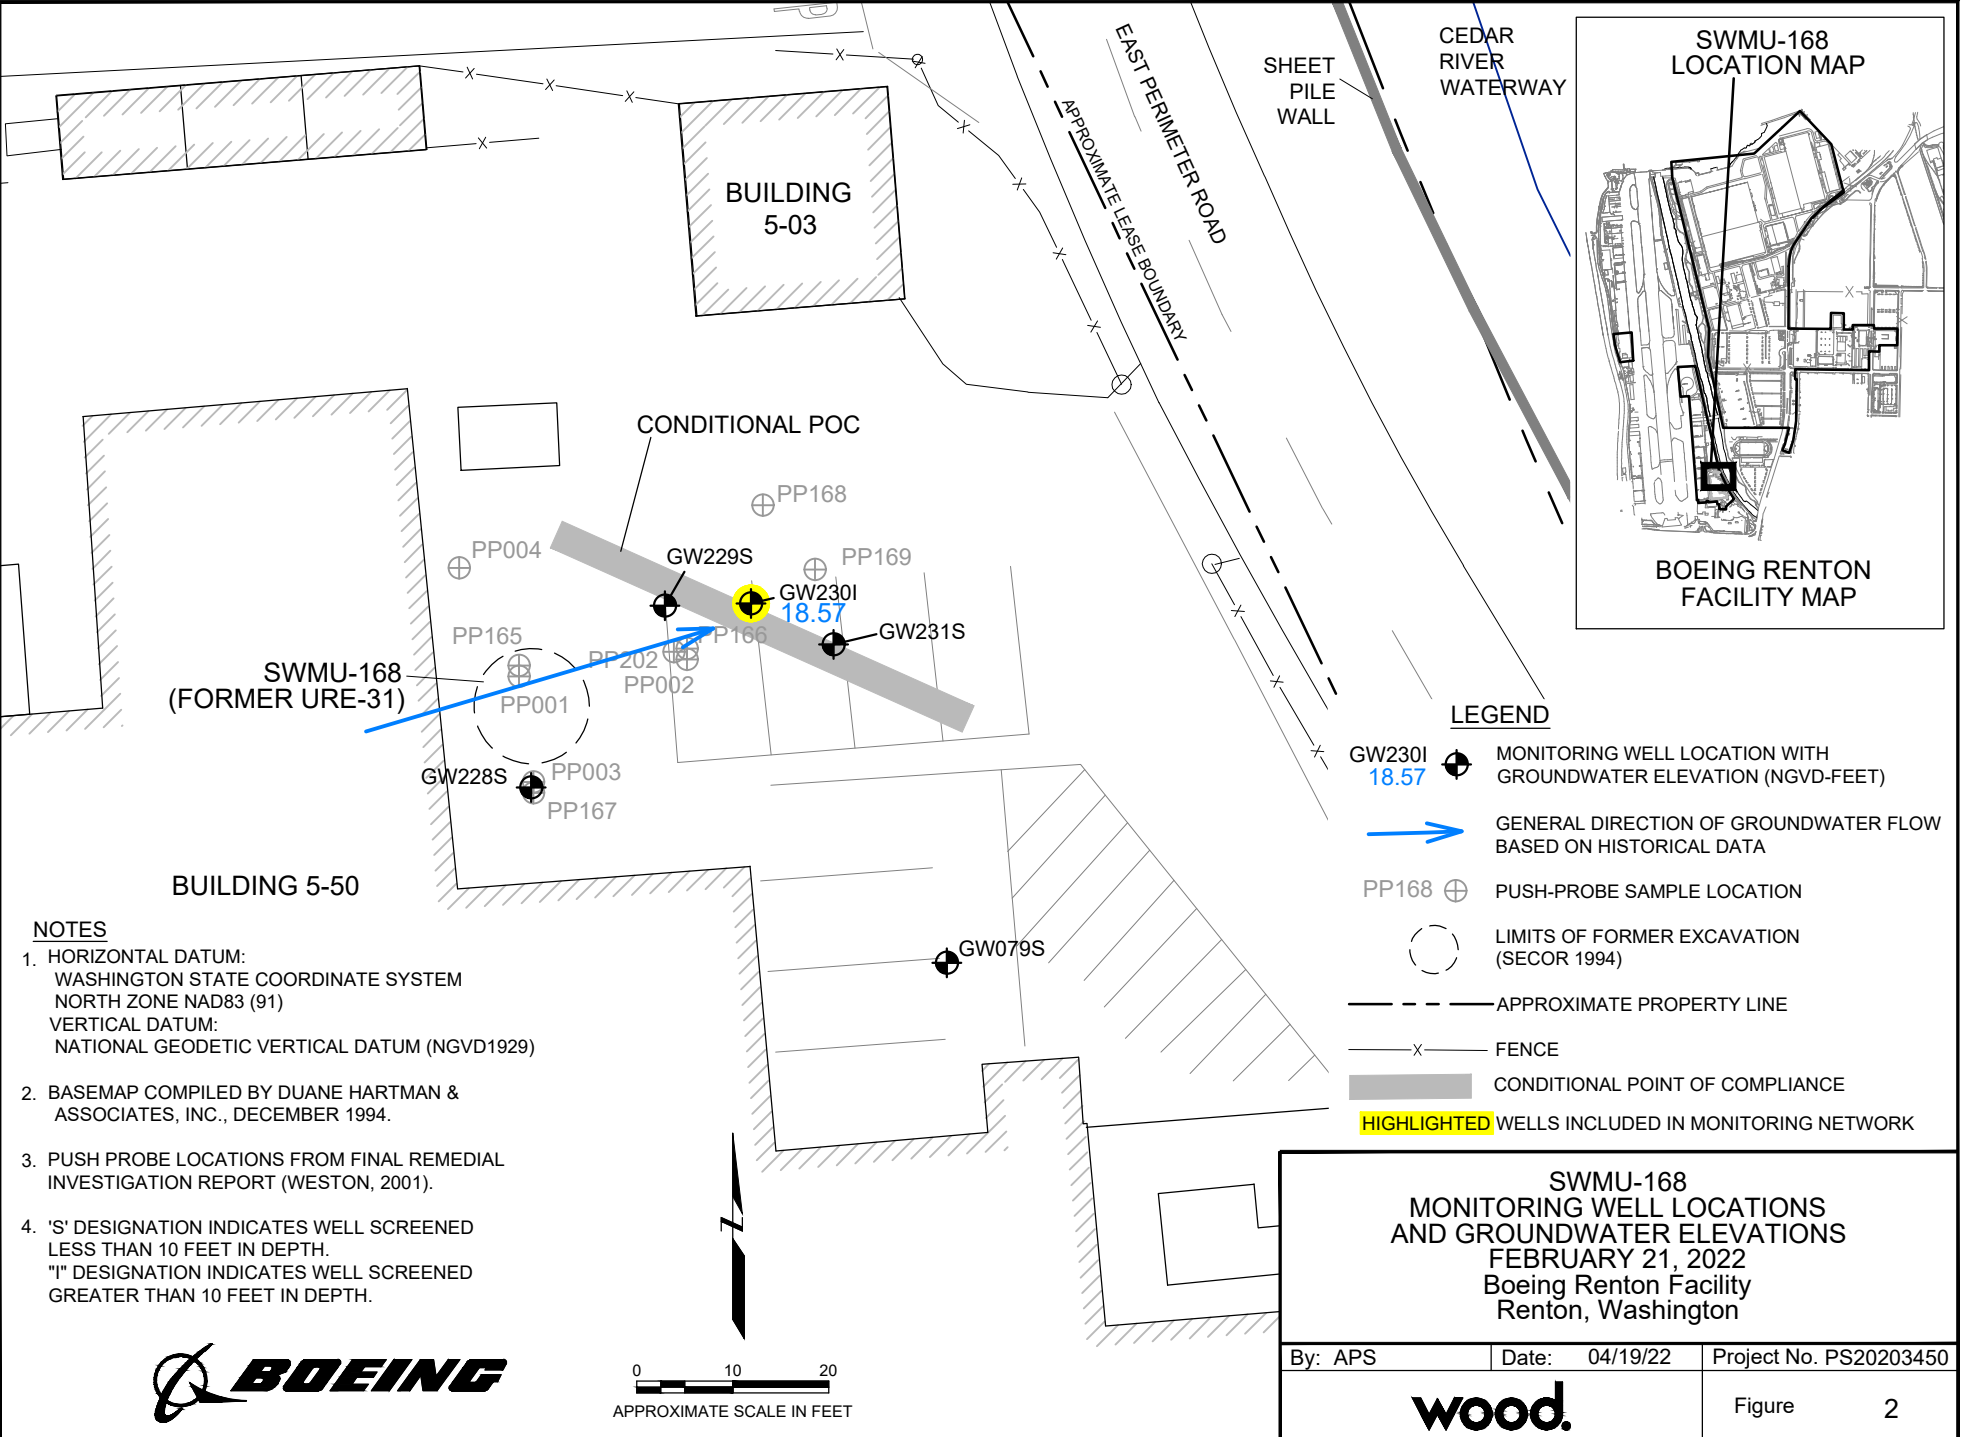 CEDAR
RIVER
WATERWAY
SHEET
PILE
WALL
EAST PERIMETER ROAD
APPROXIMATE LEASE BOUNDARY
SWMU-168
LOCATION MAP
BOEING RENTON
FACILITY MAP
BUILDING
5-03
CONDITIONAL POC
PP168
PP004
GW229S
PP169
GW230I
18.57
PP165
PP166
GW231S
PP202
PP002
SWMU-168
(FORMER URE-31)
PP001
GW228S
PP003
PP167
BUILDING 5-50
GW079S
NOTES
1. HORIZONTAL DATUM:
WASHINGTON STATE COORDINATE SYSTEM
NORTH ZONE NAD83 (91)
VERTICAL DATUM:
NATIONAL GEODETIC VERTICAL DATUM (NGVD1929)
2. BASEMAP COMPILED BY DUANE HARTMAN &
ASSOCIATES, INC., DECEMBER 1994.
3. PUSH PROBE LOCATIONS FROM FINAL REMEDIAL
INVESTIGATION REPORT (WESTON, 2001).
4. 'S' DESIGNATION INDICATES WELL SCREENED
LESS THAN 10 FEET IN DEPTH.
"I" DESIGNATION INDICATES WELL SCREENED
GREATER THAN 10 FEET IN DEPTH.
BOEING
N
0 10 20
APPROXIMATE SCALE IN FEET
LEGEND
GW230I
18.57
MONITORING WELL LOCATION WITH
GROUNDWATER ELEVATION (NGVD-FEET)
GENERAL DIRECTION OF GROUNDWATER FLOW
BASED ON HISTORICAL DATA
PP168 PUSH-PROBE SAMPLE LOCATION
LIMITS OF FORMER EXCAVATION
(SECOR 1994)
APPROXIMATE PROPERTY LINE
X FENCE
CONDITIONAL POINT OF COMPLIANCE
HIGHLIGHTED WELLS INCLUDED IN MONITORING NETWORK
SWMU-168
MONITORING WELL LOCATIONS
AND GROUNDWATER ELEVATIONS
FEBRUARY 21, 2022
Boeing Renton Facility
Renton, Washington
By: APS Date: 04/19/22 Project No. PS20203450
wood. Figure 2